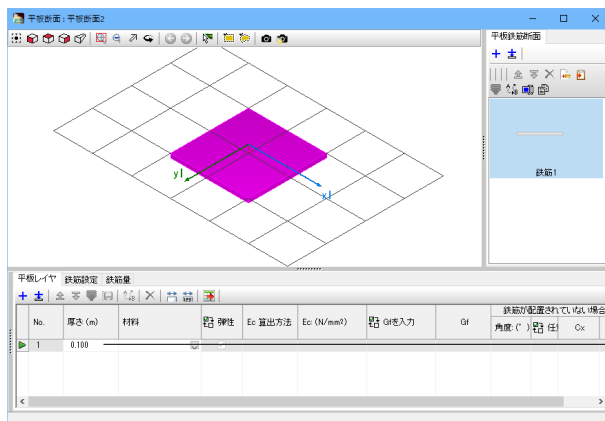 平板断面 : 平板断面2
平板鉄筋断面
yl
xl
鉄筋1
平板レイヤ 鉄筋設定 鉄筋量
鉄筋が配置されていない場合
No. 厚さ (m) 材料 弾性 Ec 算出方法 Ec: (N/mm²) Gfを入力 Gf 角度: (°) Cx
1 0.100